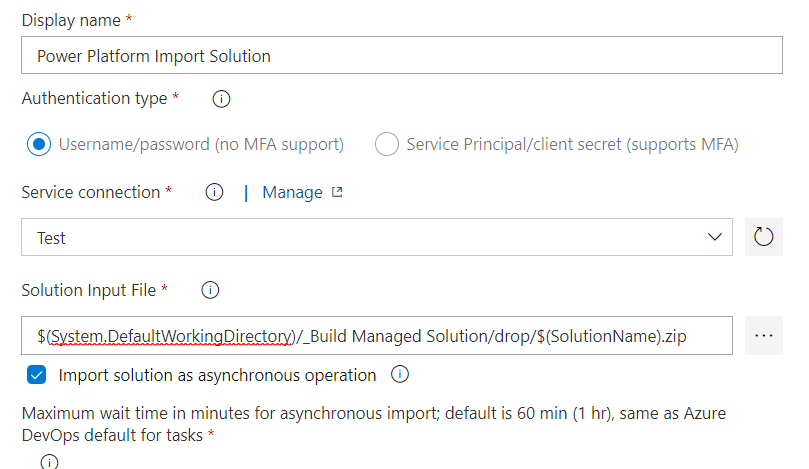 Display name *
Power Platform Import Solution
Authentication type *
Username/password (no MFA support) Service Principal/client secret (supports MFA)
Service connection * | Manage
Test
Solution Input File *
$(System.DefaultWorkingDirectory)/_Build Managed Solution/drop/$(SolutionName).zip
Import solution as asynchronous operation
Maximum wait time in minutes for asynchronous import; default is 60 min (1 hr), same as Azure
DevOps default for tasks *